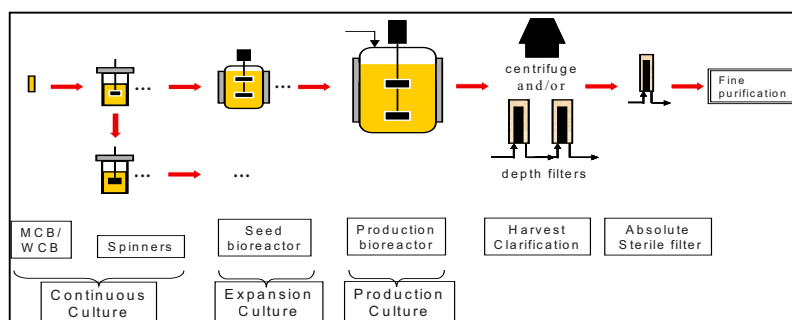 centrifuge
and/or
depth filters
Fine
purification
...
...
...
...
MCB/
WCB
Spinners
Seed
bioreactor
Production
bioreactor
Harvest
Clarification
Absolute
Sterile filter
Continuous
Culture
Expansion
Culture
Production
Culture